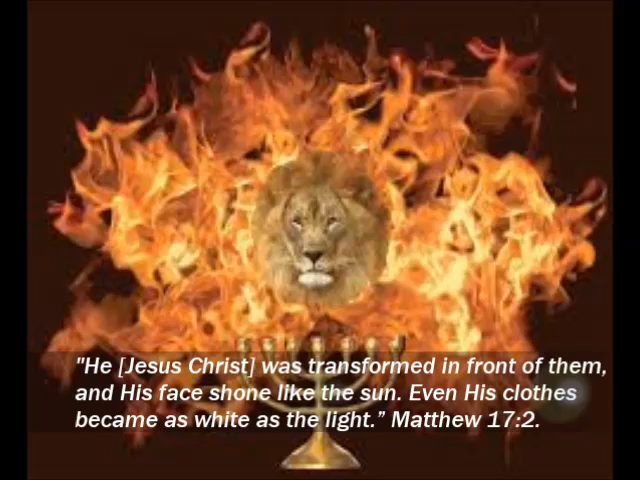 "He [Jesus Christ] was transformed in front of them,
and His face shone like the sun. Even His clothes
became as white as the light.” Matthew 17:2.